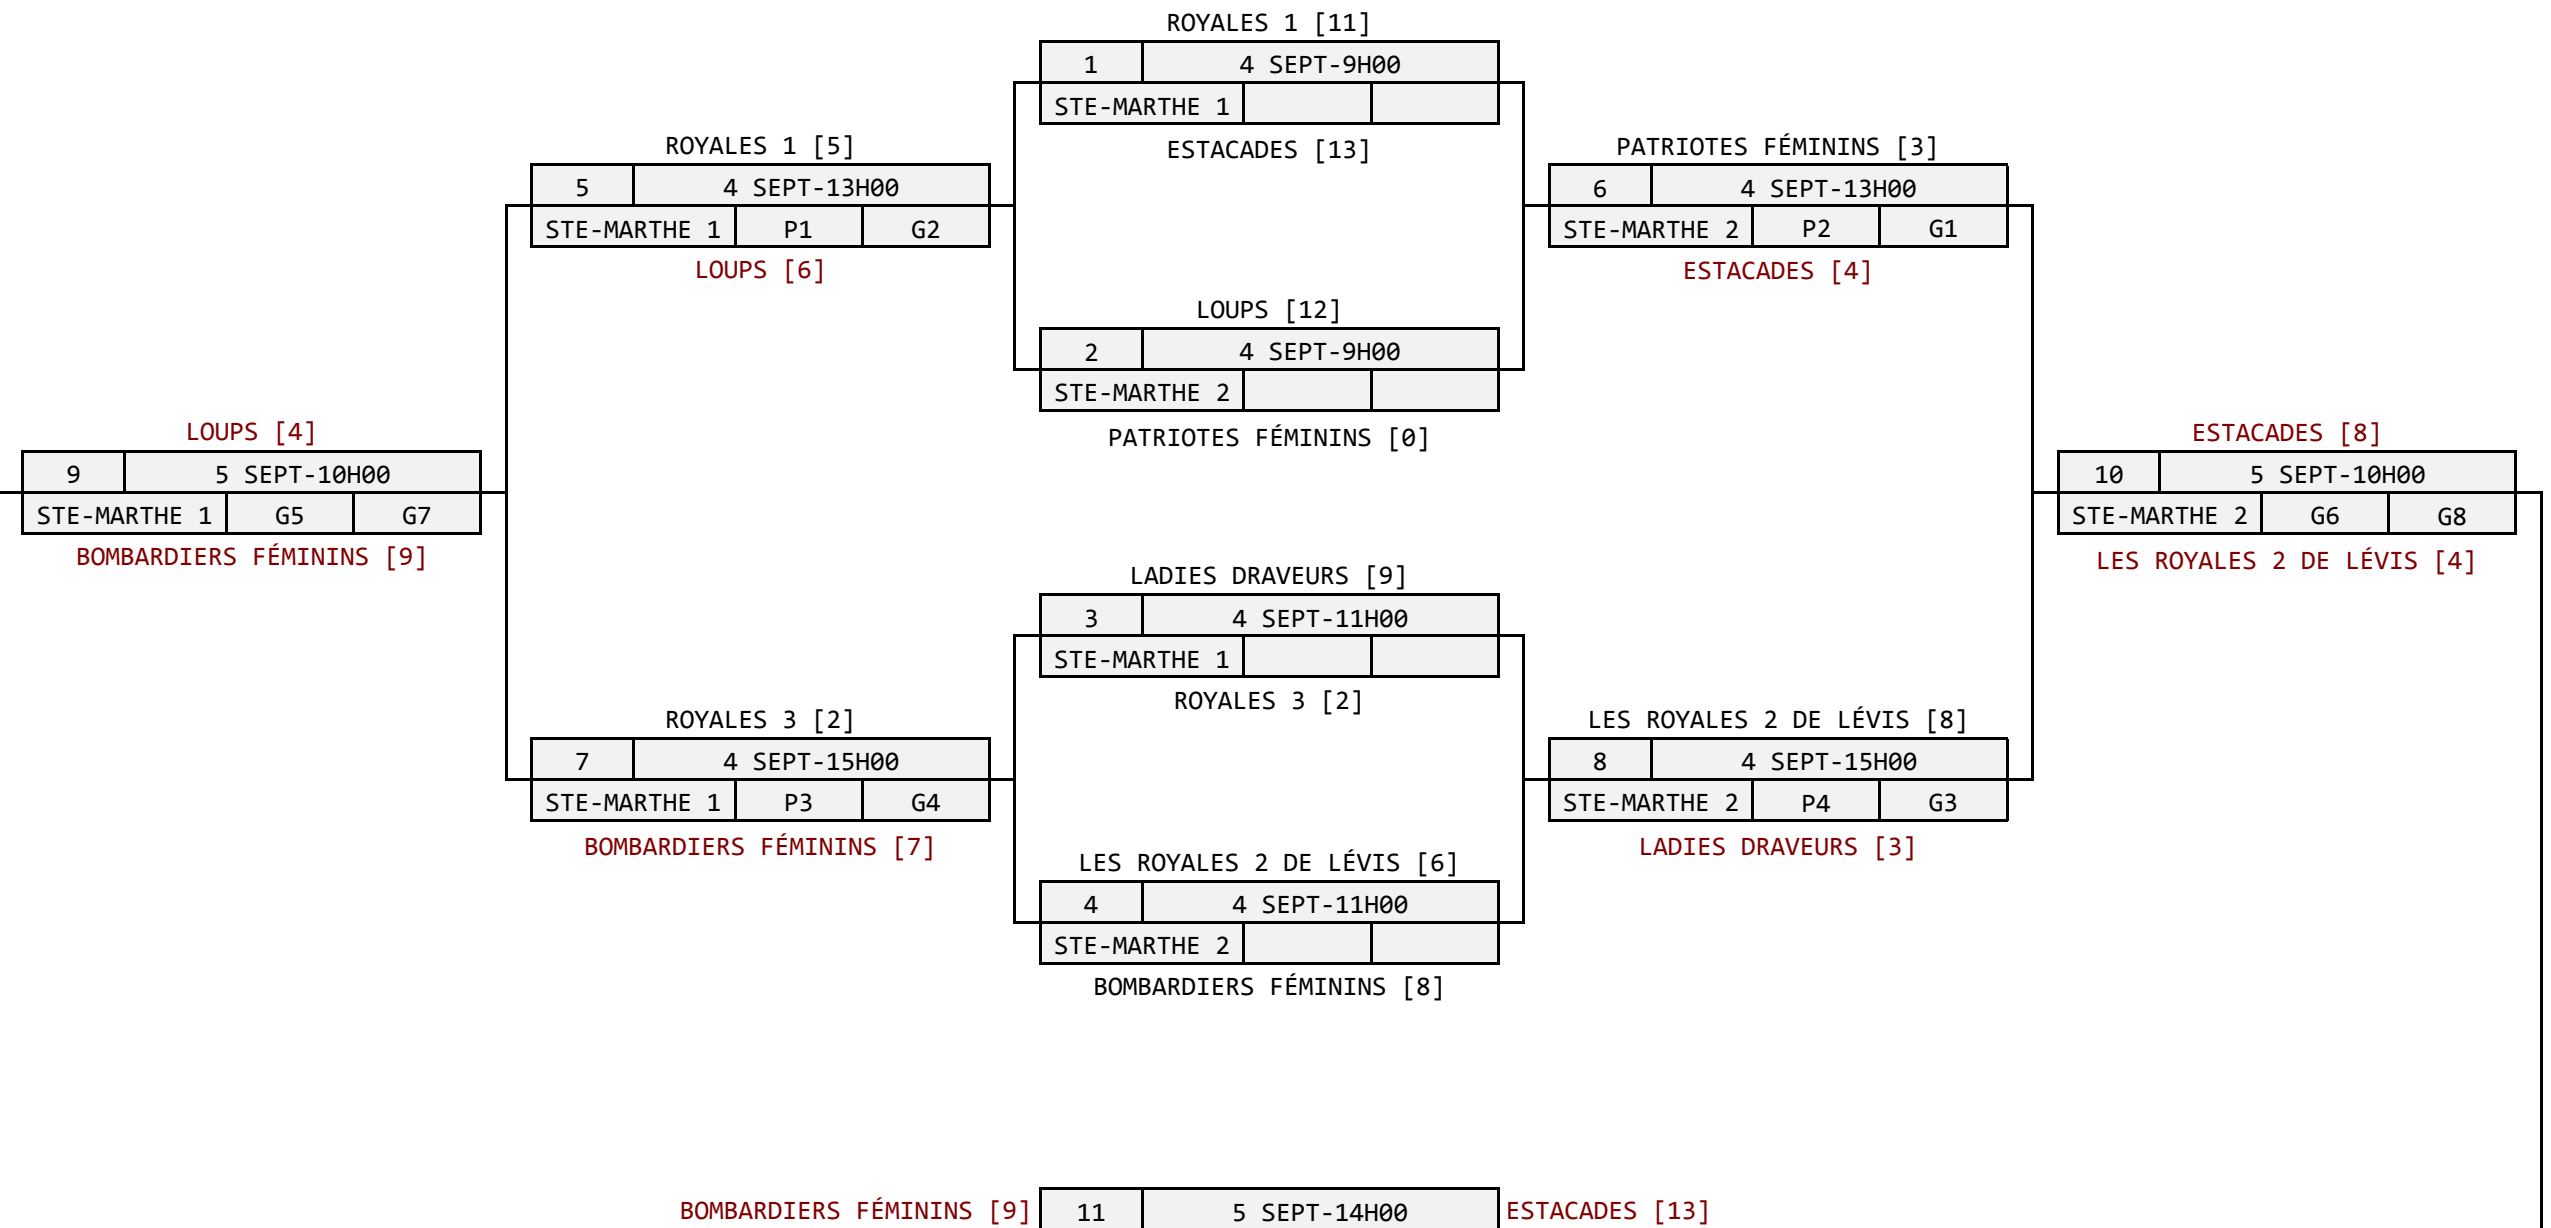 ROYALES 1 [11]
1 4 SEPT-9H00
STE-MARTHE 1
ESTACADES [13]
ROYALES 1 [5]
5 4 SEPT-13H00
STE-MARTHE 1 P1 G2
LOUPS [6]
PATRIOTES FÉMININS [3]
6 4 SEPT-13H00
STE-MARTHE 2 P2 G1
ESTACADES [4]
LOUPS [12]
2 4 SEPT-9H00
STE-MARTHE 2
PATRIOTES FÉMININS [0]
LOUPS [4]
9 5 SEPT-10H00
STE-MARTHE 1 G5 G7
BOMBARDIERS FÉMININS [9]
ESTACADES [8]
10 5 SEPT-10H00
STE-MARTHE 2 G6 G8
LES ROYALES 2 DE LÉVIS [4]
LADIES DRAVEURS [9]
3 4 SEPT-11H00
STE-MARTHE 1
ROYALES 3 [2]
ROYALES 3 [2]
7 4 SEPT-15H00
STE-MARTHE 1 P3 G4
BOMBARDIERS FÉMININS [7]
LES ROYALES 2 DE LÉVIS [8]
8 4 SEPT-15H00
STE-MARTHE 2 P4 G3
LADIES DRAVEURS [3]
LES ROYALES 2 DE LÉVIS [6]
4 4 SEPT-11H00
STE-MARTHE 2
BOMBARDIERS FÉMININS [8]
BOMBARDIERS FÉMININS [9] 11 5 SEPT-14H00 ESTACADES [13]